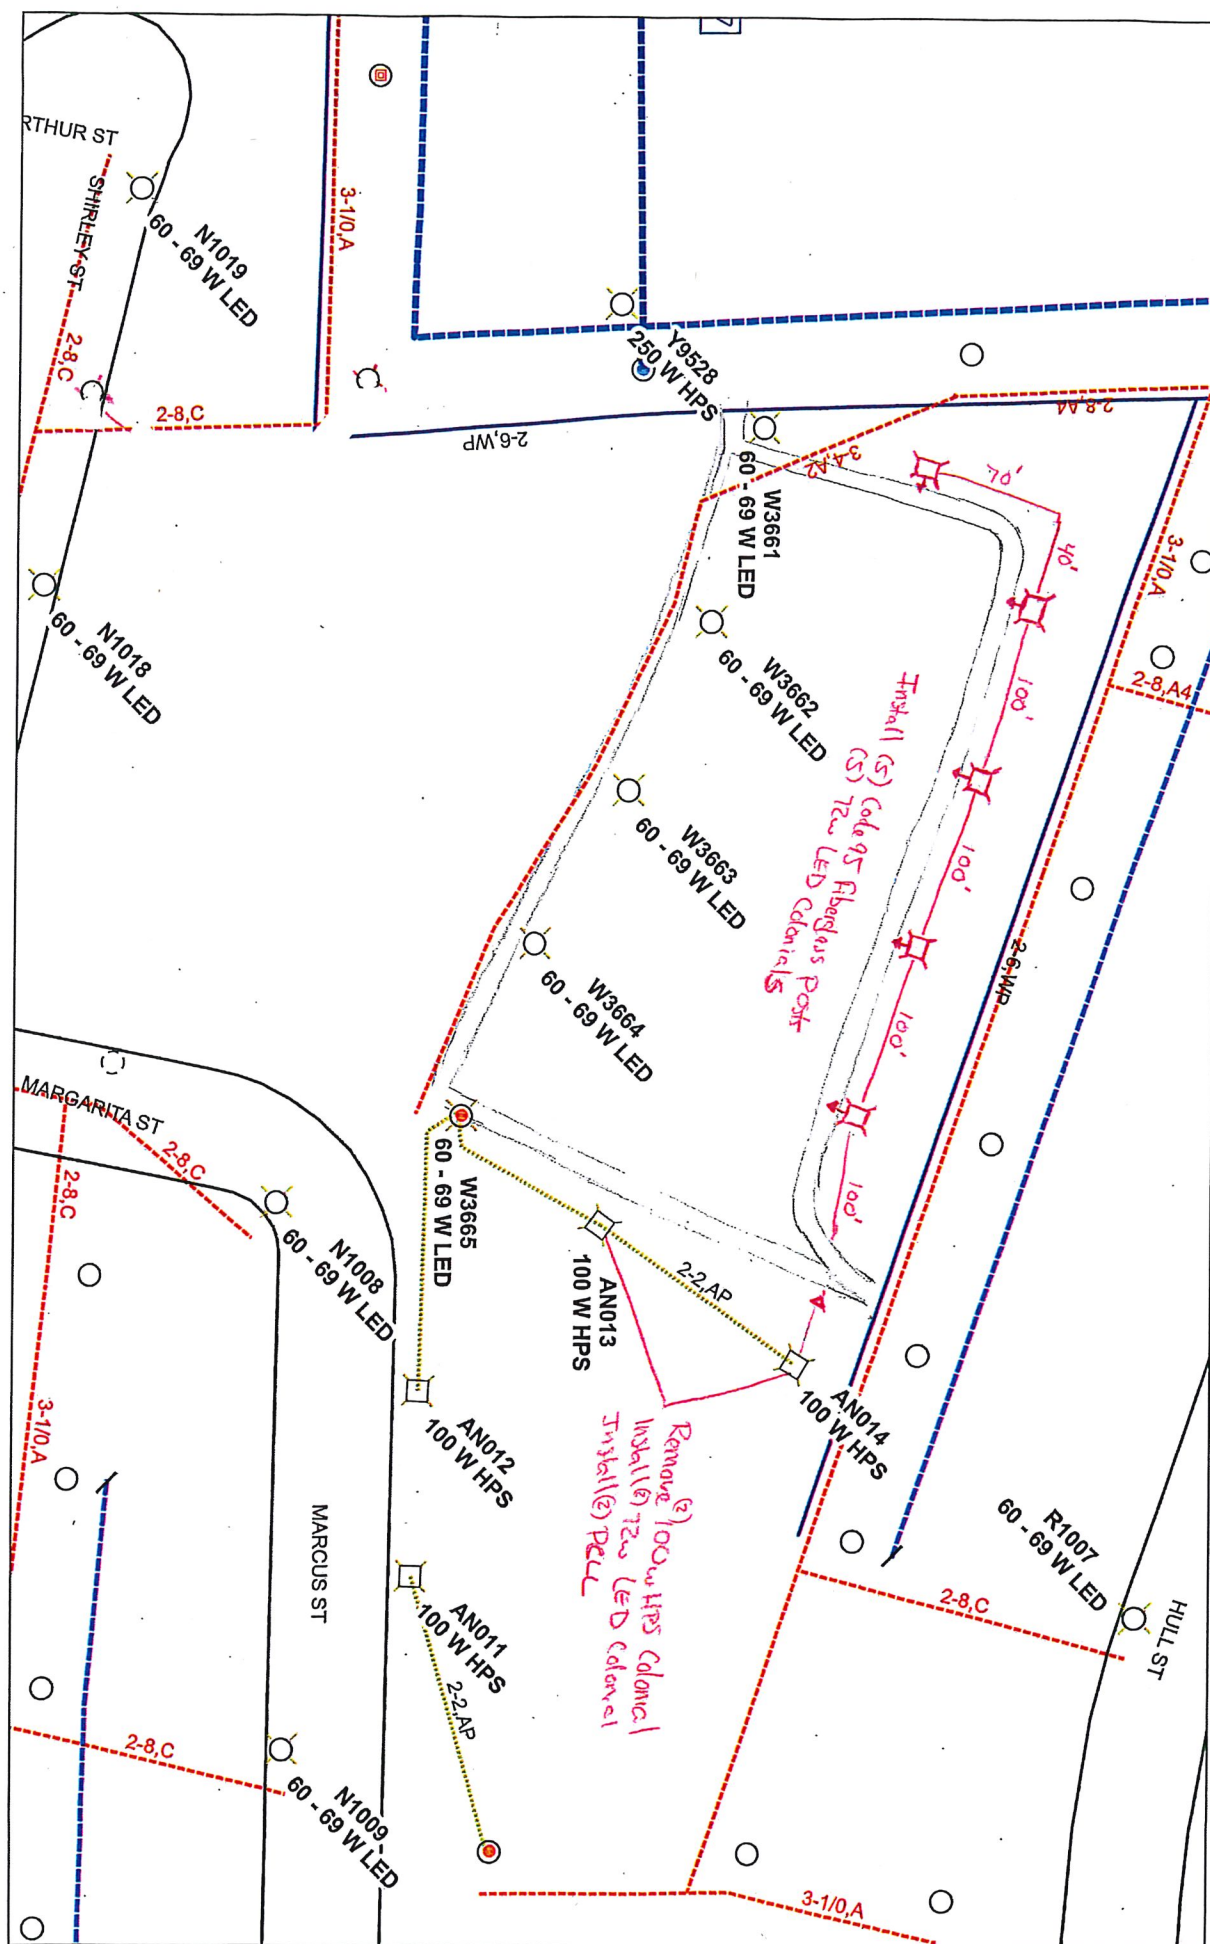 RTHUR ST
SHIRLEY ST
N1019
60 - 69 W LED
3-1/0,A
2-8,C
2-8,C
2-6,WP
N1018
60 - 69 W LED
Y9528
250 W HPS
W3661
60 - 69 W LED
3-4,A2
2-8,A4
70'
40'
3-1/0,A
2-8,A4
W3662
60 - 69 W LED
100'
Install (5) Code 95 Fiberglass Posts
(5) 72w LED Colonials
W3663
60 - 69 W LED
100'
2-6,WP
W3664
60 - 69 W LED
100'
MARGARITA ST
2-8,C
2-8,C
W3665
60 - 69 W LED
100'
N1008
60 - 69 W LED
AN013
100 W HPS
2-2,AP
AN014
100 W HPS
3-1/0,A
AN012
100 W HPS
Remove (2) 100w HPS Colonial
Install (2) 72w LED Colonial
Install (2) PECC
MARCUS ST
AN011
100 W HPS
2-2,AP
R1007
60 - 69 W LED
HULL ST
2-8,C
2-8,C
N1009
60 - 69 W LED
3-1/0,A